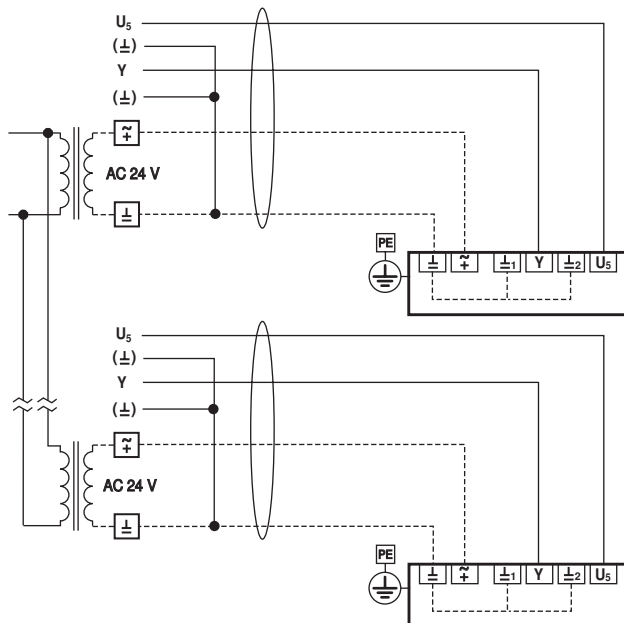 U₅
(⊥)
Y
(⊥)
~
+
AC 24 V
⊥
PE
⊥ ~+ ⊥1 Y ⊥2 U₅
U₅
(⊥)
Y
(⊥)
~
+
AC 24 V
⊥
PE
⊥ ~+ ⊥1 Y ⊥2 U₅